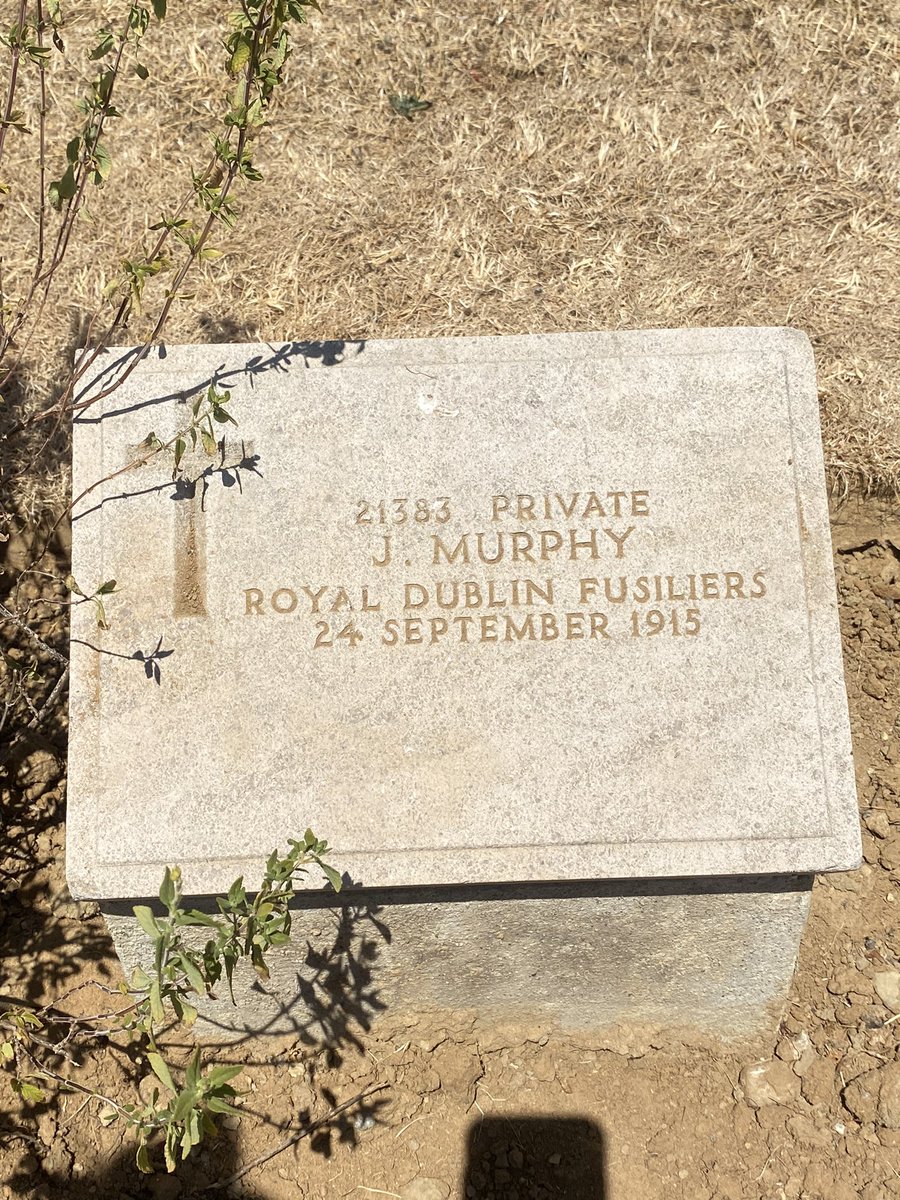 21383 PRIVATE
J. MURPHY
ROYAL DUBLIN FUSILIERS
24 SEPTEMBER 1915